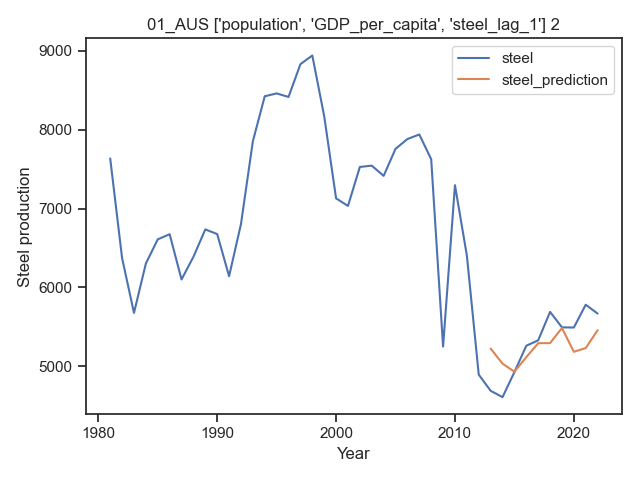 01_AUS ['population', 'GDP_per_capita', 'steel_lag_1'] 2
steel
steel_prediction
Steel production
9000
8000
7000
6000
5000
1980
1990
2000
2010
2020
Year